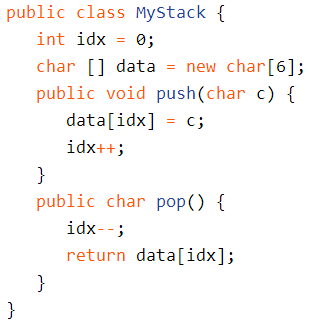 public class MyStack {
    int idx = 0;
    char [] data = new char[6];
    public void push(char c) {
        data[idx] = c;
        idx++;
    }
    public char pop() {
        idx--;
        return data[idx];
    }
}